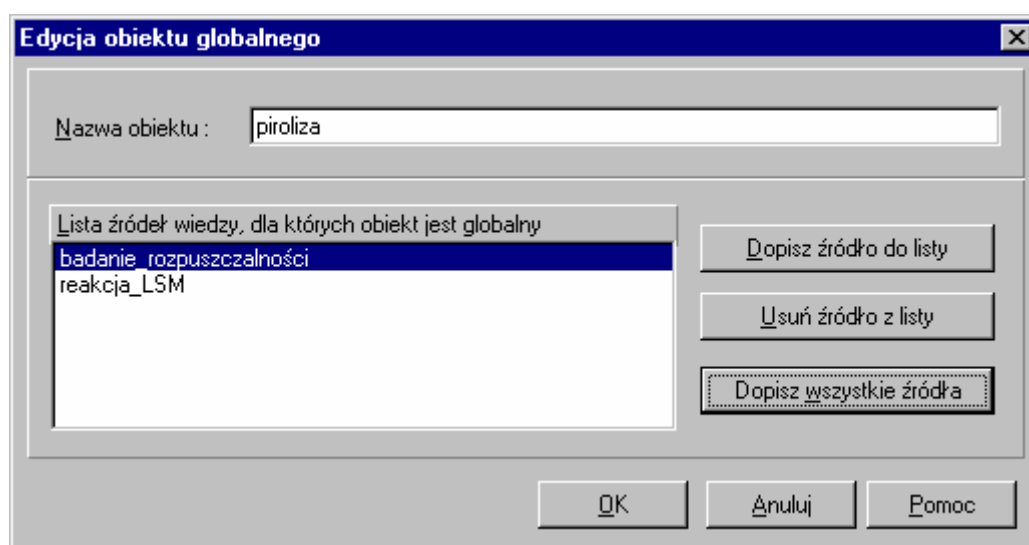 Edycja obiektu globalnego
Nazwa obiektu : piroliza
Lista źródeł wiedzy, dla których obiekt jest globalny
badanie_rozpuszczalności
reakcja_LSM
Dopisz źródło do listy
Usuń źródło z listy
Dopisz wszystkie źródła
OK Anuluj Pomoc